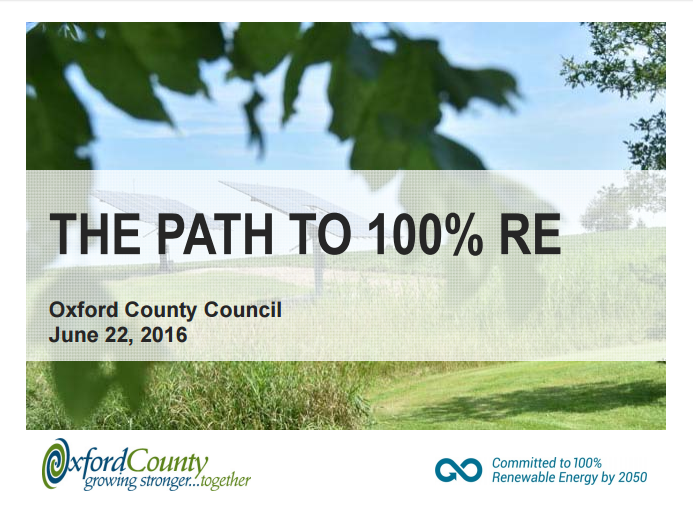 THE PATH TO 100% RE
Oxford County Council
June 22, 2016
OxfordCounty
growing stronger...together
Committed to 100%
Renewable Energy by 2050